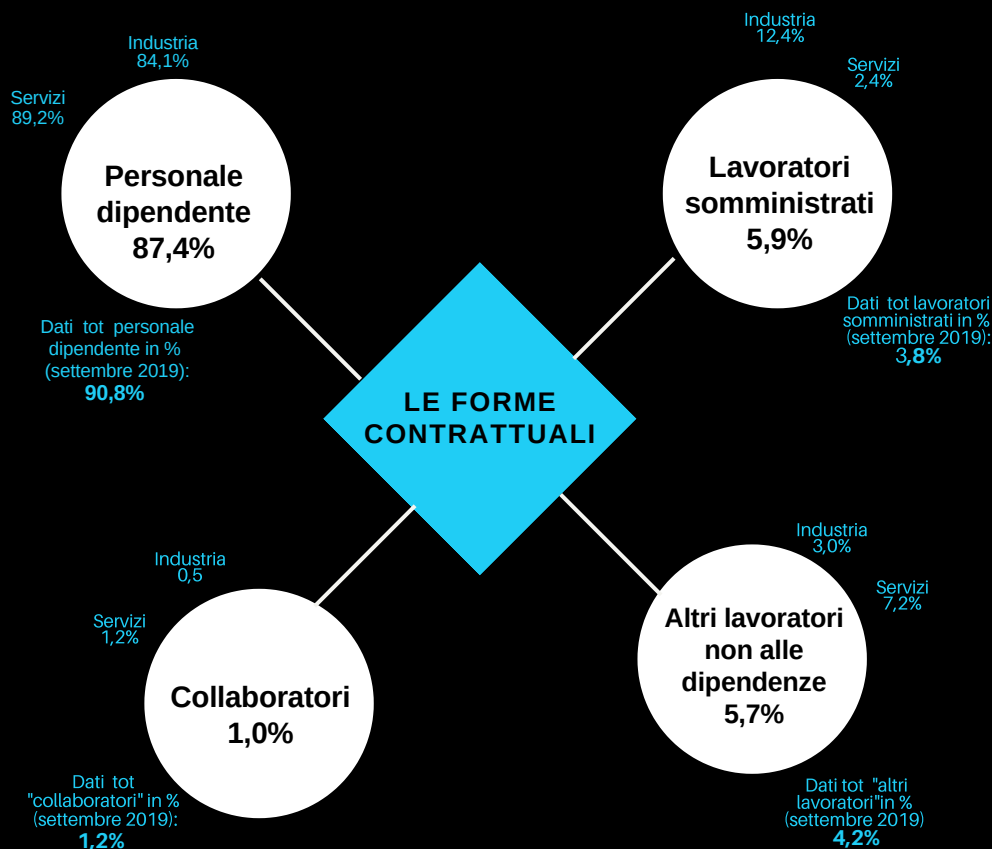 Industria
84,1%
Servizi
89,2%
Personale
dipendente
87,4%
Dati tot personale
dipendente in %
(settembre 2019):
90,8%
Industria
12,4%
Servizi
2,4%
Lavoratori
somministrati
5,9%
Dati tot lavoratori
somministrati in %
(settembre 2019):
3,8%
LE FORME
CONTRATTUALI
Industria
0,5
Servizi
1,2%
Collaboratori
1,0%
Dati tot
"collaboratori" in %
(settembre 2019):
1,2%
Industria
3,0%
Servizi
7,2%
Altri lavoratori
non alle
dipendenze
5,7%
Dati tot "altri
lavoratori"in %
(settembre 2019)
4,2%